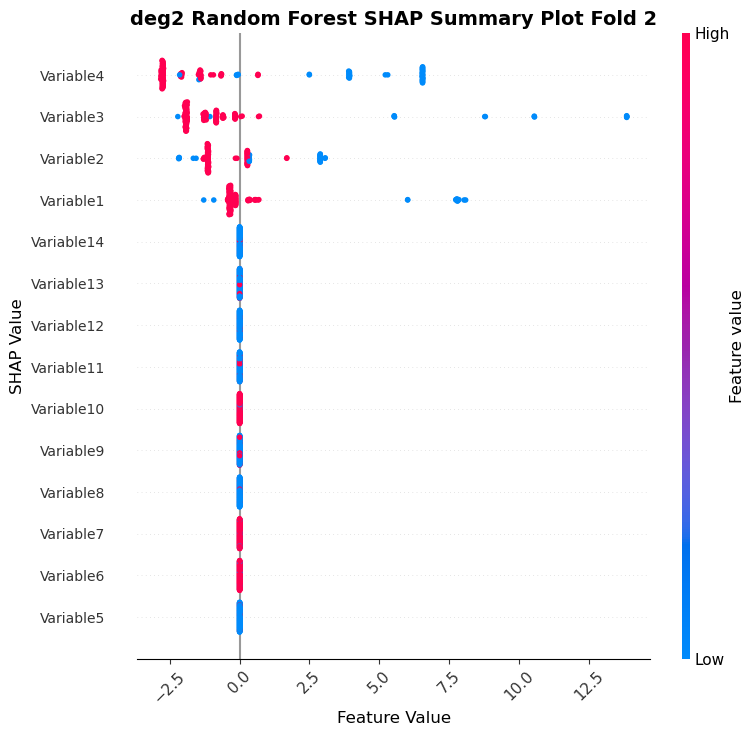 deg2 Random Forest SHAP Summary Plot Fold 2
High
Variable4
Variable3
Variable2
Variable1
Variable14
Variable13
Variable12
Variable11
Variable10
Variable9
Variable8
Variable7
Variable6
Variable5
SHAP Value
Feature value
Low
−2.5 0.0 2.5 5.0 7.5 10.0 12.5
Feature Value